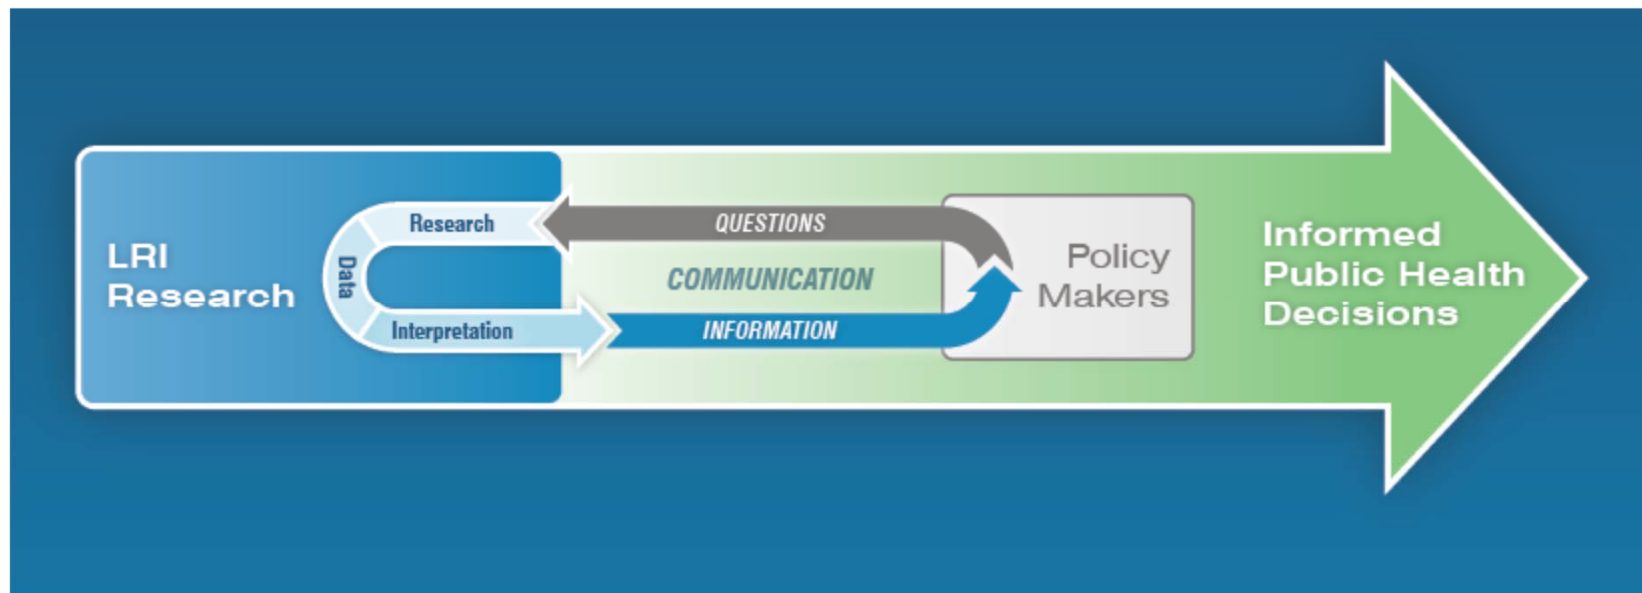 LRI
Research
Research
Data
Interpretation
QUESTIONS
COMMUNICATION
INFORMATION
Policy
Makers
Informed
Public Health
Decisions